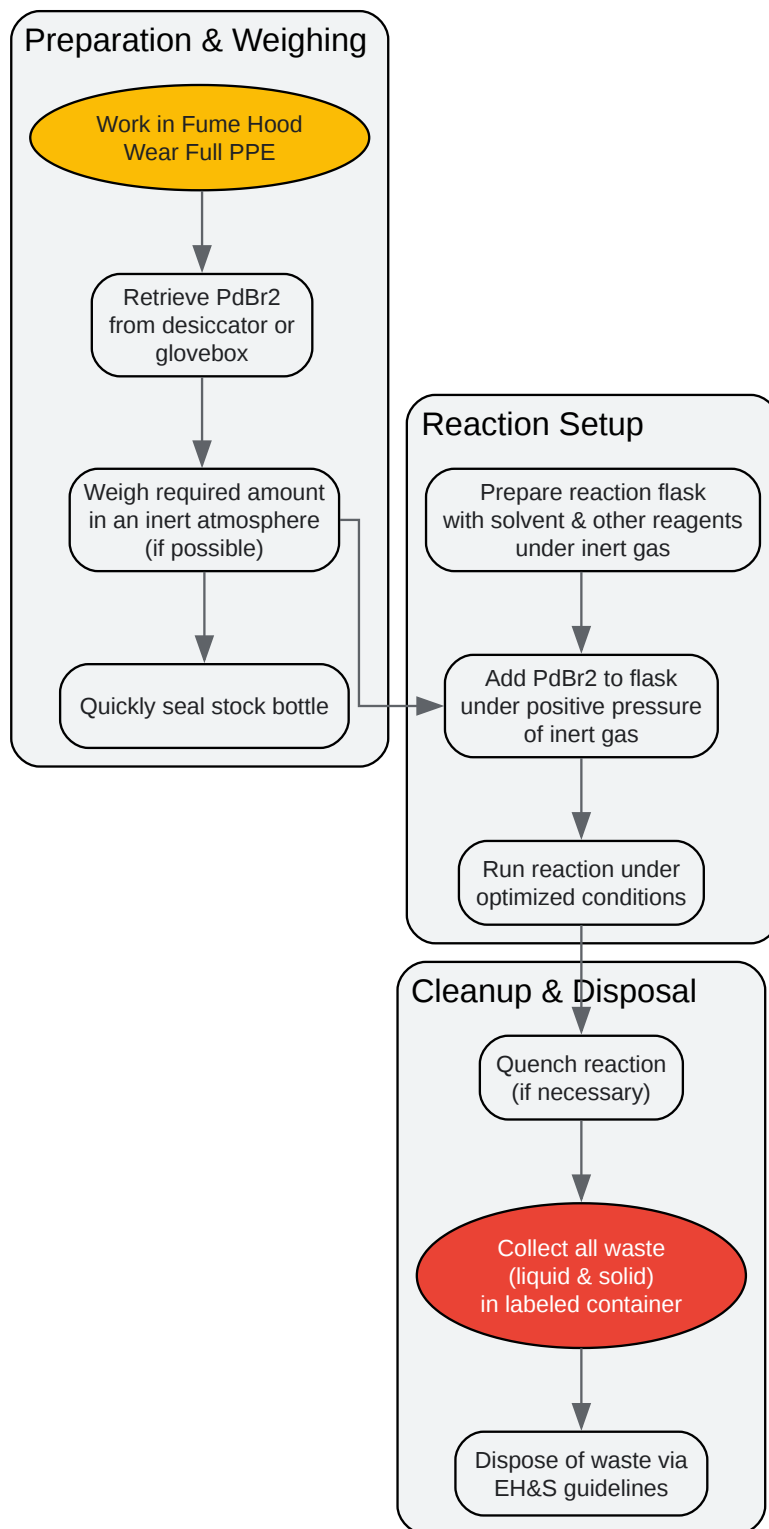 Preparation & Weighing
Work in Fume Hood
Wear Full PPE
Retrieve PdBr2
from desiccator or
glovebox
Weigh required amount
in an inert atmosphere
(if possible)
Quickly seal stock bottle
Reaction Setup
Prepare reaction flask
with solvent & other reagents
under inert gas
Add PdBr2 to flask
under positive pressure
of inert gas
Run reaction under
optimized conditions
Cleanup & Disposal
Quench reaction
(if necessary)
Collect all waste
(liquid & solid)
in labeled container
Dispose of waste via
EH&S guidelines